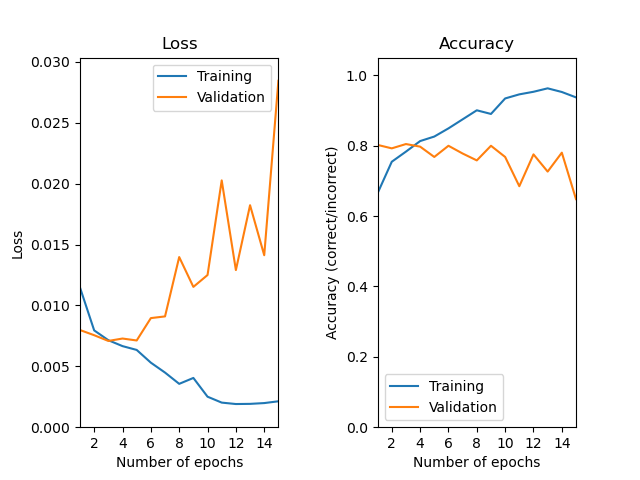 Loss
Training
Validation
0.030
0.025
0.020
0.015
0.010
0.005
0.000
Loss
2 4 6 8 10 12 14
Number of epochs
Accuracy
1.0
0.8
0.6
0.4
0.2
0.0
Accuracy (correct/incorrect)
Training
Validation
2 4 6 8 10 12 14
Number of epochs